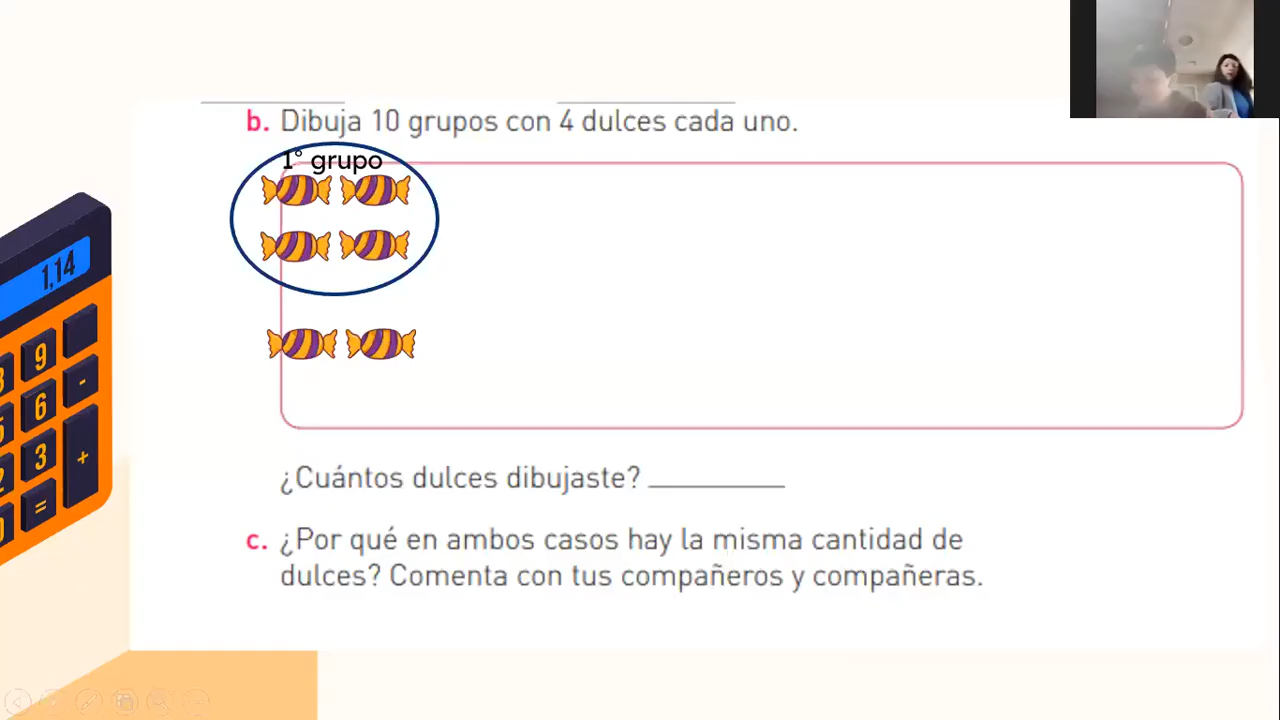 b. Dibuja 10 grupos con 4 dulces cada uno.
1° grupo
1,14
9
-
6
3
+
=
¿Cuántos dulces dibujaste? __________
c. ¿Por qué en ambos casos hay la misma cantidad de
dulces? Comenta con tus compañeros y compañeras.